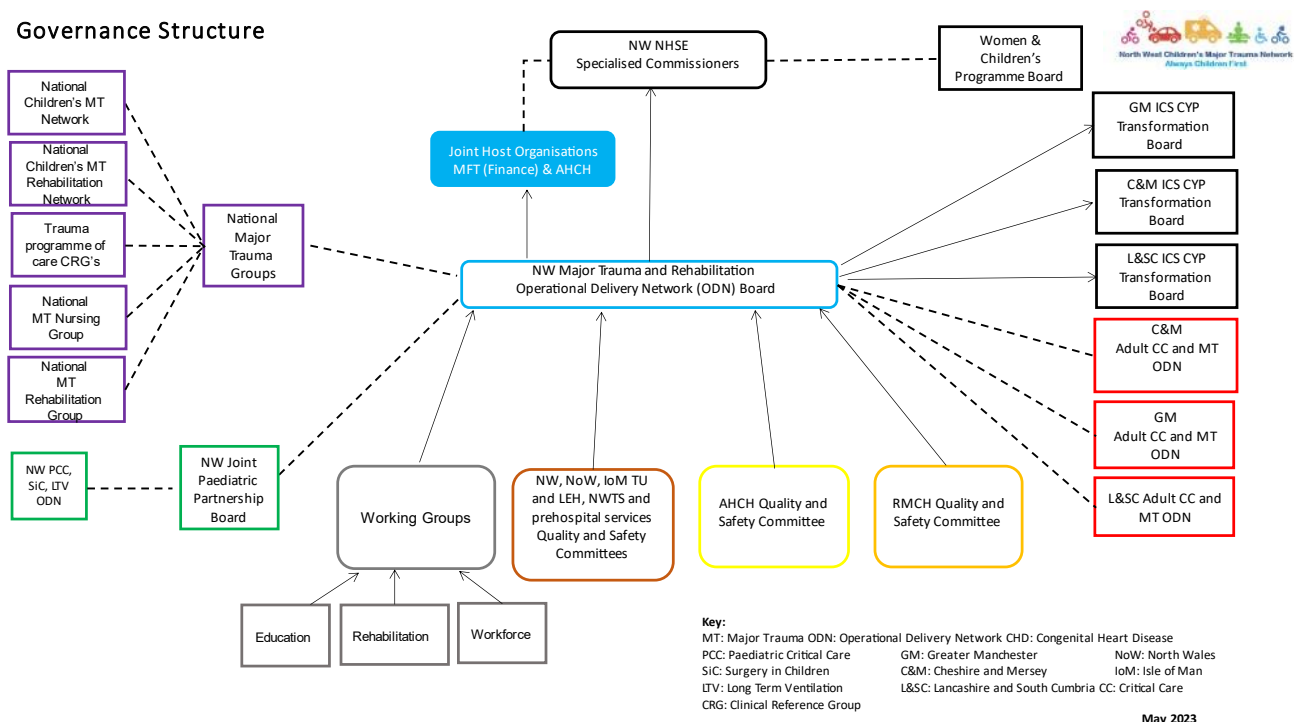 Governance Structure
North West Children's Major Trauma Network
Always Children First
NW NHSE
Specialised Commissioners
Women &
Children's
Programme Board
National
Children's MT
Network
National
Children's MT
Rehabilitation
Network
Trauma
programme of
care CRG's
National
MT Nursing
Group
National
MT
Rehabilitation
Group
National
Major
Trauma
Groups
Joint Host Organisations
MFT (Finance) & AHCH
NW Major Trauma and Rehabilitation
Operational Delivery Network (ODN) Board
GM ICS CYP
Transformation
Board
C&M ICS CYP
Transformation
Board
L&SC ICS CYP
Transformation
Board
C&M
Adult CC and MT
ODN
GM
Adult CC and MT
ODN
L&SC Adult CC and
MT ODN
NW PCC,
SiC, LTV
ODN
NW Joint
Paediatric
Partnership
Board
Working Groups
NW, NoW, IoM TU
and LEH, NWTS and
prehospital services
Quality and Safety
Committees
AHCH Quality and
Safety Committee
RMCH Quality and
Safety Committee
Education
Rehabilitation
Workforce
Key:
MT: Major Trauma ODN: Operational Delivery Network CHD: Congenital Heart Disease
PCC: Paediatric Critical Care GM: Greater Manchester NoW: North Wales
SiC: Surgery in Children C&M: Cheshire and Mersey IoM: Isle of Man
LTV: Long Term Ventilation L&SC: Lancashire and South Cumbria CC: Critical Care
CRG: Clinical Reference Group
May 2023